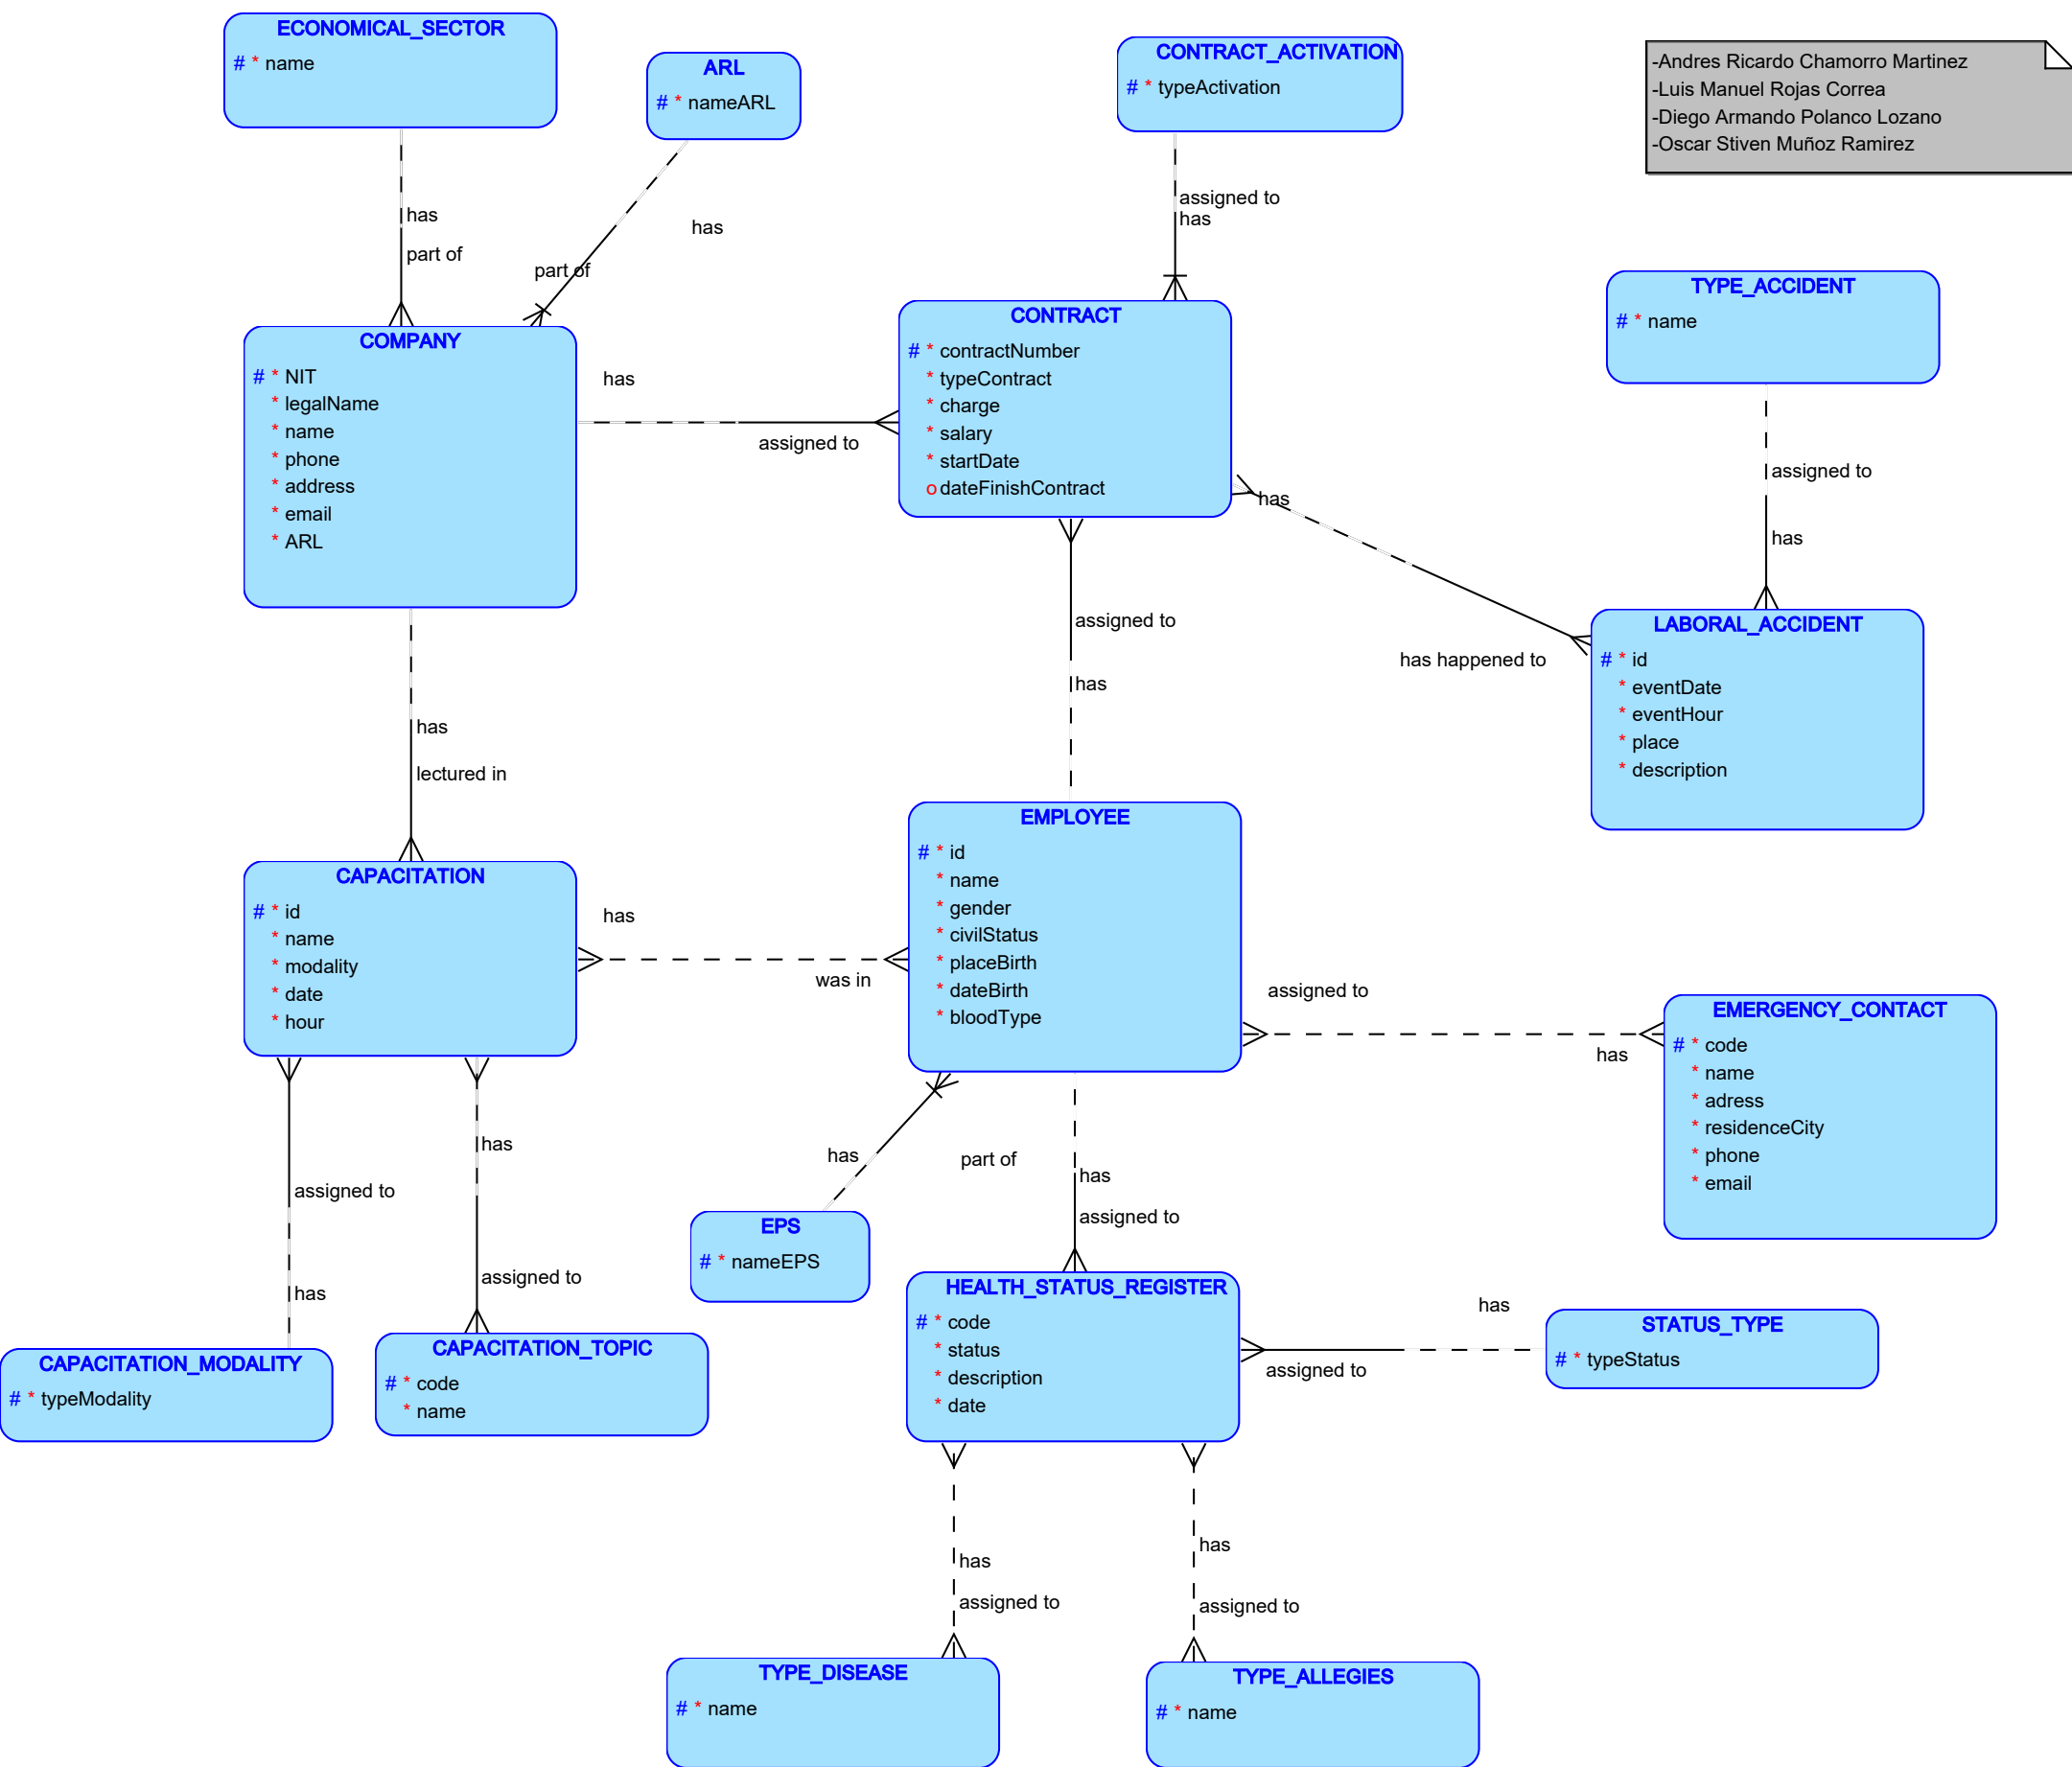 ECONOMICAL_SECTOR
# * name
ARL
# * nameARL
CONTRACT_ACTIVATION
# * typeActivation
-Andres Ricardo Chamorro Martinez
-Luis Manuel Rojas Correa
-Diego Armando Polanco Lozano
-Oscar Stiven Muñoz Ramirez
has
part of
has
part of
assigned to
has
COMPANY
# * NIT
* legalName
* name
* phone
* address
* email
* ARL
has
assigned to
CONTRACT
# * contractNumber
* typeContract
* charge
* salary
* startDate
o dateFinishContract
TYPE_ACCIDENT
# * name
assigned to
has
has
has happened to
LABORAL_ACCIDENT
# * id
* eventDate
* eventHour
* place
* description
assigned to
has
has
lectured in
CAPACITATION
# * id
* name
* modality
* date
* hour
has
was in
EMPLOYEE
# * id
* name
* gender
* civilStatus
* placeBirth
* dateBirth
* bloodType
assigned to
has
EMERGENCY_CONTACT
# * code
* name
* adress
* residenceCity
* phone
* email
assigned to
has
has
assigned to
has
part of
has
assigned to
EPS
# * nameEPS
CAPACITATION_MODALITY
# * typeModality
CAPACITATION_TOPIC
# * code
* name
HEALTH_STATUS_REGISTER
# * code
* status
* description
* date
has
assigned to
STATUS_TYPE
# * typeStatus
has
assigned to
has
assigned to
TYPE_DISEASE
# * name
TYPE_ALLEGIES
# * name